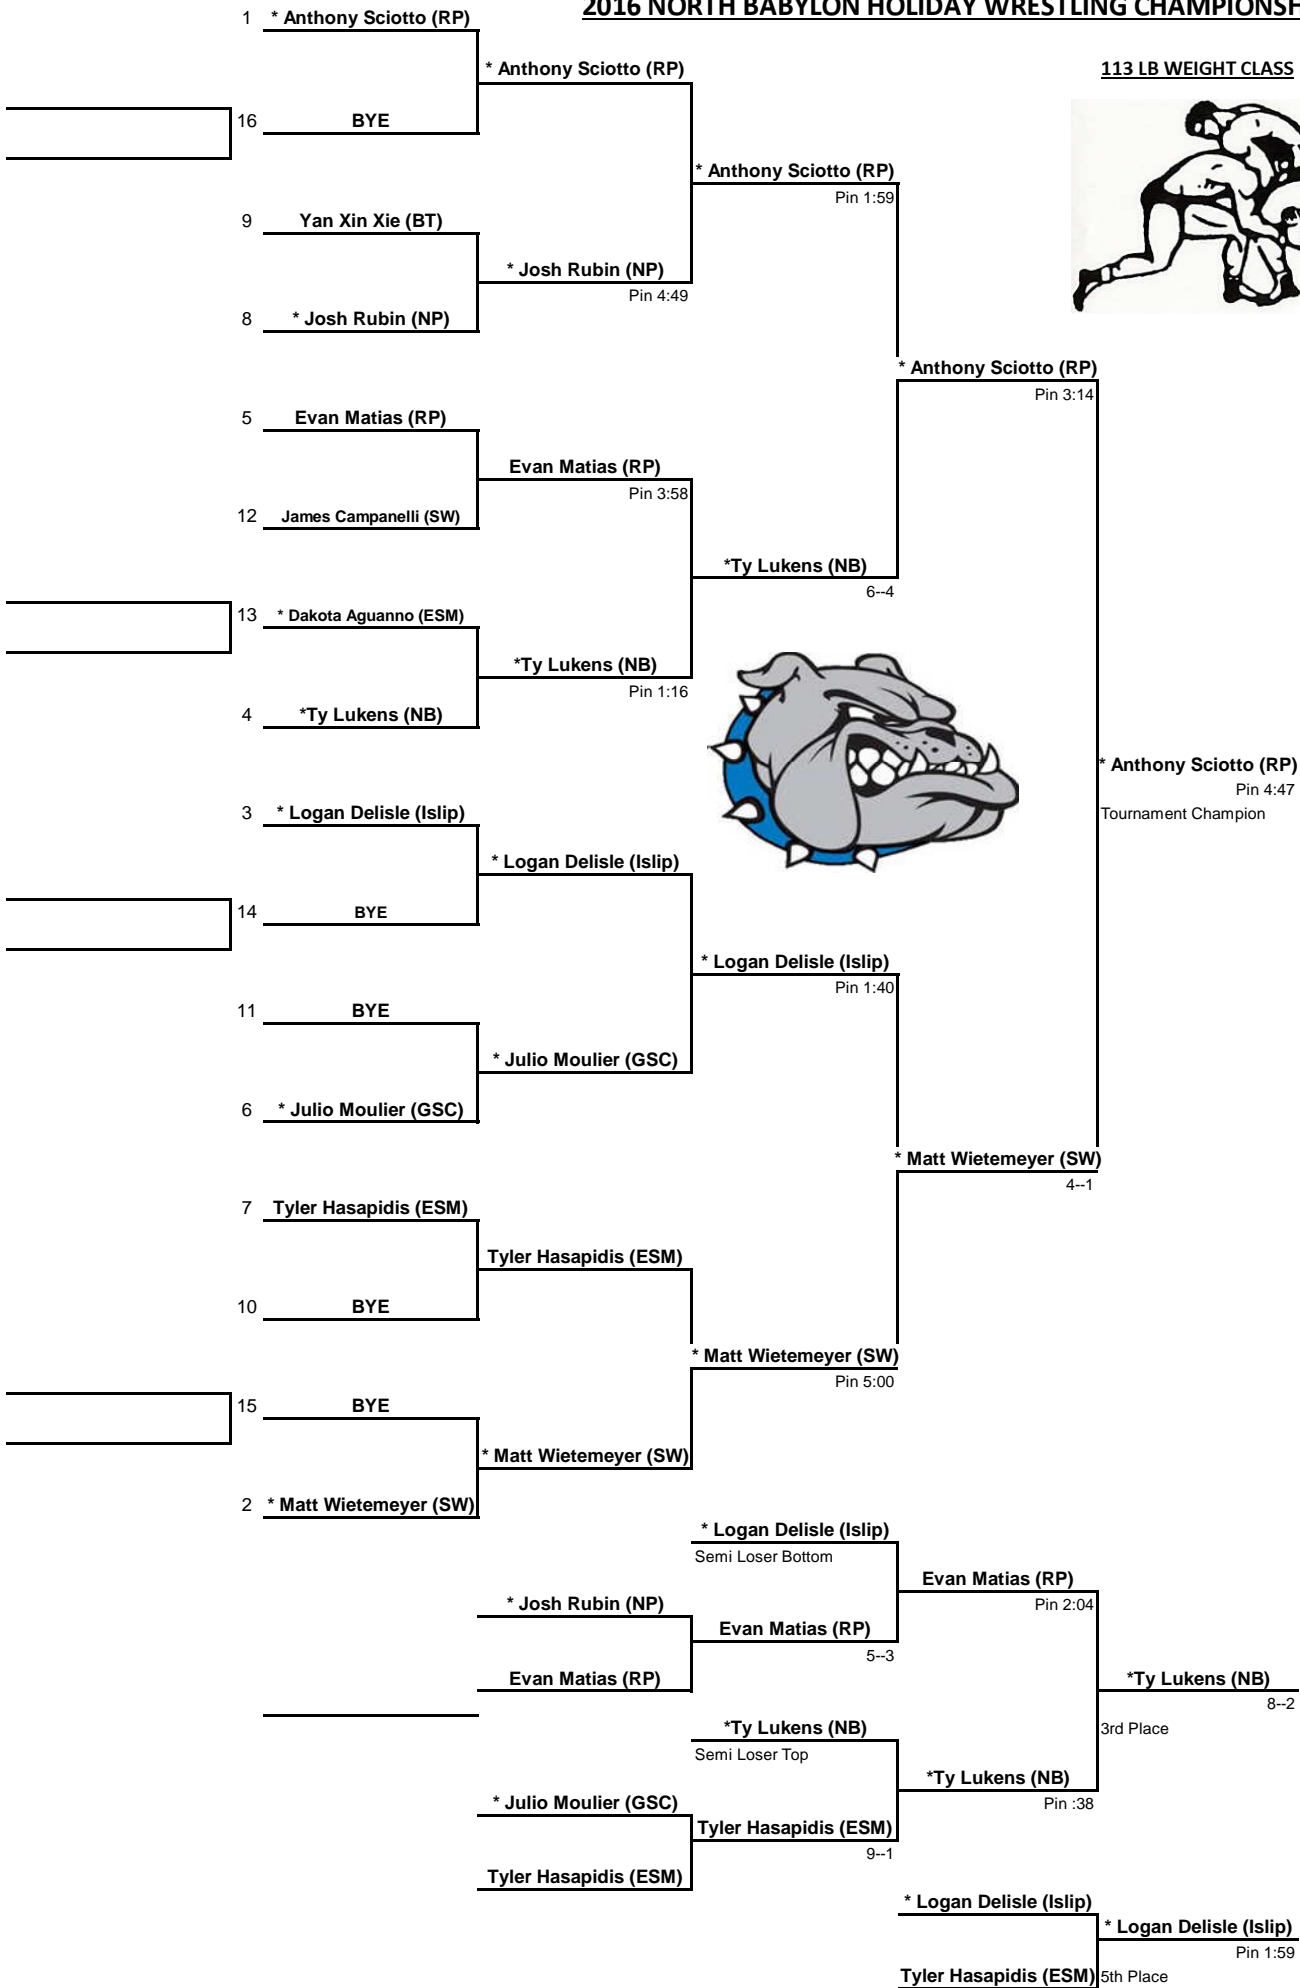 2016 NORTH BABYLON HOLIDAY WRESTLING CHAMPIONSH
113 LB WEIGHT CLASS
1 * Anthony Sciotto (RP)
* Anthony Sciotto (RP)
16 BYE
* Anthony Sciotto (RP)
Pin 1:59
9 Yan Xin Xie (BT)
* Josh Rubin (NP)
Pin 4:49
8 * Josh Rubin (NP)
* Anthony Sciotto (RP)
Pin 3:14
5 Evan Matias (RP)
Evan Matias (RP)
Pin 3:58
12 James Campanelli (SW)
*Ty Lukens (NB)
6--4
13 * Dakota Aguanno (ESM)
*Ty Lukens (NB)
Pin 1:16
4 *Ty Lukens (NB)
* Anthony Sciotto (RP)
Pin 4:47
Tournament Champion
3 * Logan Delisle (Islip)
* Logan Delisle (Islip)
14 BYE
* Logan Delisle (Islip)
Pin 1:40
11 BYE
* Julio Moulier (GSC)
6 * Julio Moulier (GSC)
* Matt Wietemeyer (SW)
4--1
7 Tyler Hasapidis (ESM)
Tyler Hasapidis (ESM)
10 BYE
* Matt Wietemeyer (SW)
Pin 5:00
15 BYE
* Matt Wietemeyer (SW)
2 * Matt Wietemeyer (SW)
* Logan Delisle (Islip)
Semi Loser Bottom
Evan Matias (RP)
Pin 2:04
* Josh Rubin (NP)
Evan Matias (RP)
5--3
Evan Matias (RP)
*Ty Lukens (NB)
8--2
3rd Place
*Ty Lukens (NB)
Semi Loser Top
*Ty Lukens (NB)
Pin :38
* Julio Moulier (GSC)
Tyler Hasapidis (ESM)
9--1
Tyler Hasapidis (ESM)
* Logan Delisle (Islip)
* Logan Delisle (Islip)
Pin 1:59
Tyler Hasapidis (ESM) 5th Place